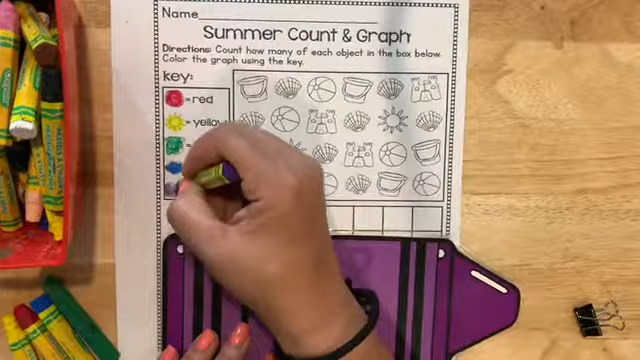 Name
Summer Count & Graph
Directions: Count how many of each object in the box below.
Color the graph using the key.
key:
=red
=yellow